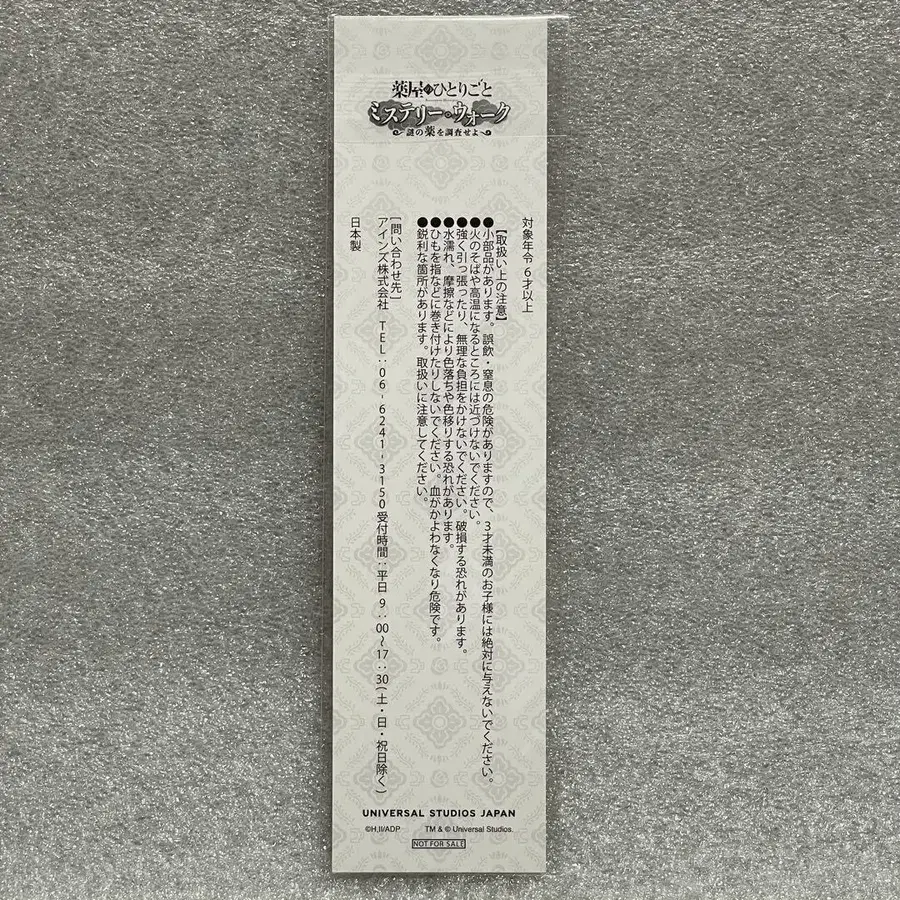 薬屋のひとりごと
ミステリー・ウォーク
~謎の薬を調査せよ~
対象年令6才以上
【取扱い上の注意】
●小部品があります。誤飲・窒息の危険がありますので、3才未満のお子様には絶対に与えないでください。
●火のそばや高温になるところには近づけないでください。
●強く引っ張ったり、無理な負担をかけないでください。破損する恐れがあります。
●水濡れ、摩擦などにより色落ちや色移りする恐れがあります。
●ひもを指などに巻き付けたりしないでください。血がかよわなくなり危険です。
●鋭利な箇所があります。取扱いに注意してください。
[問い合わせ先]
アインズ株式会社 TEL:06-6241-3150受付時間:平日 9:00~17:30(土・日・祝日除く)
日本製
UNIVERSAL STUDIOS JAPAN
©H,II/ADP TM & © Universal Studios.
NOT FOR SALE